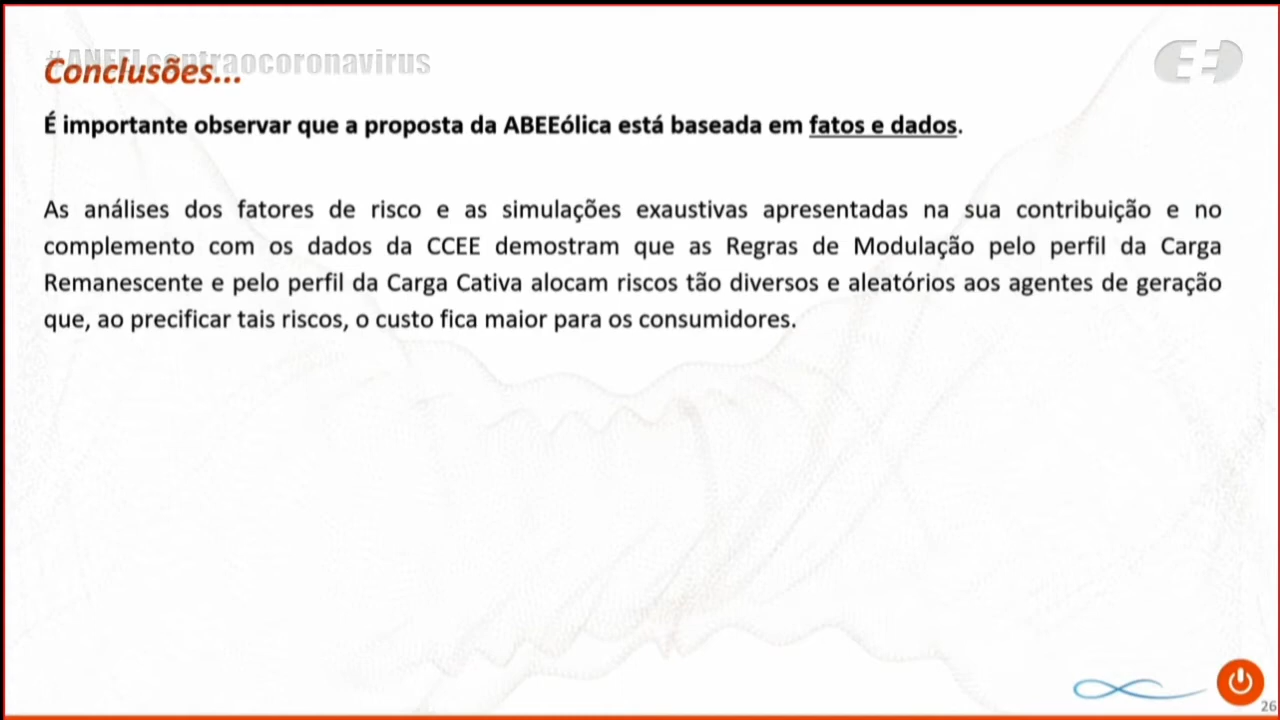 #ANEELcontraocoronavirus
Conclusões...
É importante observar que a proposta da ABEEólica está baseada em fatos e dados.
As análises dos fatores de risco e as simulações exaustivas apresentadas na sua contribuição e no
complemento com os dados da CCEE demostram que as Regras de Modulação pelo perfil da Carga
Remanescente e pelo perfil da Carga Cativa alocam riscos tão diversos e aleatórios aos agentes de geração
que, ao precificar tais riscos, o custo fica maior para os consumidores.
26